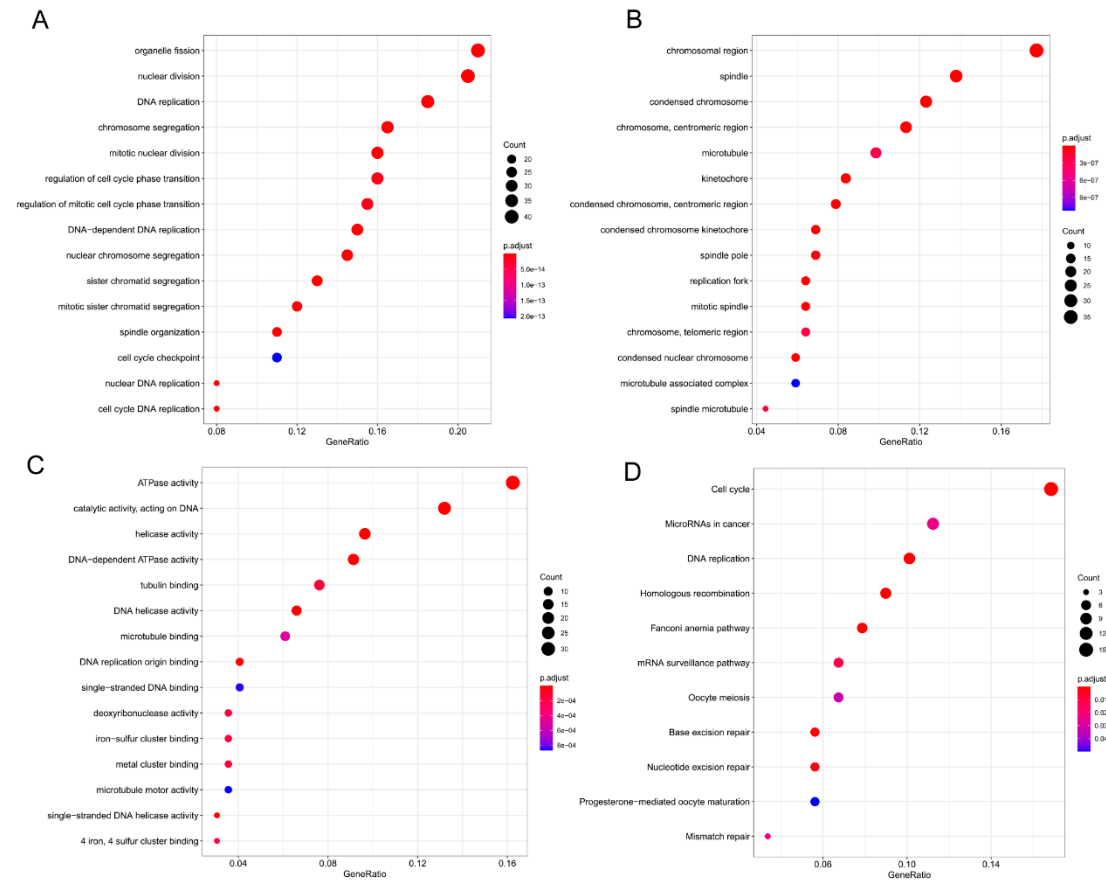 A
organelle fission
nuclear division
DNA replication
chromosome segregation
mitotic nuclear division
regulation of cell cycle phase transition
regulation of mitotic cell cycle phase transition
DNA−dependent DNA replication
nuclear chromosome segregation
sister chromatid segregation
mitotic sister chromatid segregation
spindle organization
cell cycle checkpoint
nuclear DNA replication
cell cycle DNA replication
0.08 0.12 0.16 0.20
GeneRatio
Count
20
25
30
35
40
p.adjust
5.0e−14
1.0e−13
1.5e−13
2.0e−13
B
chromosomal region
spindle
condensed chromosome
chromosome, centromeric region
microtubule
kinetochore
condensed chromosome, centromeric region
condensed chromosome kinetochore
spindle pole
replication fork
mitotic spindle
chromosome, telomeric region
condensed nuclear chromosome
microtubule associated complex
spindle microtubule
0.04 0.08 0.12 0.16
GeneRatio
p.adjust
3e−07
6e−07
9e−07
Count
10
15
20
25
30
35
C
ATPase activity
catalytic activity, acting on DNA
helicase activity
DNA−dependent ATPase activity
tubulin binding
DNA helicase activity
microtubule binding
DNA replication origin binding
single−stranded DNA binding
deoxyribonuclease activity
iron−sulfur cluster binding
metal cluster binding
microtubule motor activity
single−stranded DNA helicase activity
4 iron, 4 sulfur cluster binding
0.04 0.08 0.12 0.16
GeneRatio
Count
10
15
20
25
30
p.adjust
2e−04
4e−04
6e−04
8e−04
D
Cell cycle
MicroRNAs in cancer
DNA replication
Homologous recombination
Fanconi anemia pathway
mRNA surveillance pathway
Oocyte meiosis
Base excision repair
Nucleotide excision repair
Progesterone−mediated oocyte maturation
Mismatch repair
0.06 0.10 0.14
GeneRatio
Count
3
6
9
12
15
p.adjust
0.01
0.02
0.03
0.04